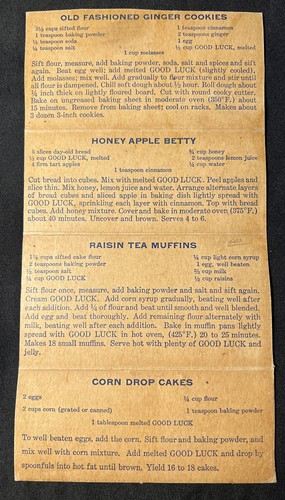 OLD FASHIONED GINGER COOKIES
2¼ cups sifted flour 1 teaspoon cinnamon
1 teaspoon baking powder 2 teaspoons ginger
¼ teaspoon soda 1 egg
¼ teaspoon salt ½ cup GOOD LUCK, melted
1 cup molasses
Sift flour, measure, add baking powder, soda, salt and spices and sift
again. Beat egg well; add melted GOOD LUCK (slightly cooled).
Add molasses; mix well. Add gradually to flour mixture and stir until
all flour is dampened. Chill soft dough about ½ hour. Roll dough about
¼ inch thick on lightly floured board. Cut with round cooky cutter.
Bake on ungreased baking sheet in moderate oven (350°F.) about
15 minutes. Remove from baking sheet; cool on racks. Makes about
3 dozen 3-inch cookies.
HONEY APPLE BETTY
5 slices day-old bread ¾ cup honey
½ cup GOOD LUCK, melted 2 teaspoons lemon juice
4 firm tart apples ¼ cup water
1 teaspoon cinnamon
Cut bread into cubes. Mix with melted GOOD LUCK. Peel apples and
slice thin. Mix honey, lemon juice and water. Arrange alternate layers
of bread cubes and sliced apple in baking dish lightly spread with
GOOD LUCK, sprinkling each layer with cinnamon. Top with bread
cubes. Add honey mixture. Cover and bake in moderate oven (375°F.)
about 40 minutes. Uncover and brown. Serves 4 to 6.
RAISIN TEA MUFFINS
1¾ cups sifted cake flour ¼ cup light corn syrup
2 teaspoons baking powder 1 egg, well beaten
½ teaspoon salt ⅔ cup milk
¼ cup GOOD LUCK ½ cup raisins
Sift flour once, measure, add baking powder and salt and sift again.
Cream GOOD LUCK. Add corn syrup gradually, beating well after
each addition. Add ¼ of flour and beat until smooth and well blended.
Add egg and beat thoroughly. Add remaining flour alternately with
milk, beating well after each addition. Bake in muffin pans lightly
spread with GOOD LUCK in hot oven, (425°F.) 20 to 25 minutes.
Makes 18 small muffins. Serve hot with plenty of GOOD LUCK and
jelly.
CORN DROP CAKES
2 eggs ¾ cup flour
2 cups corn (grated or canned) 1 teaspoon baking powder
1 tablespoon melted GOOD LUCK
To well beaten eggs, add the corn. Sift flour and baking powder, and
mix well with corn mixture. Add melted GOOD LUCK and drop by
spoonfuls into hot fat until brown. Yield 16 to 18 cakes.